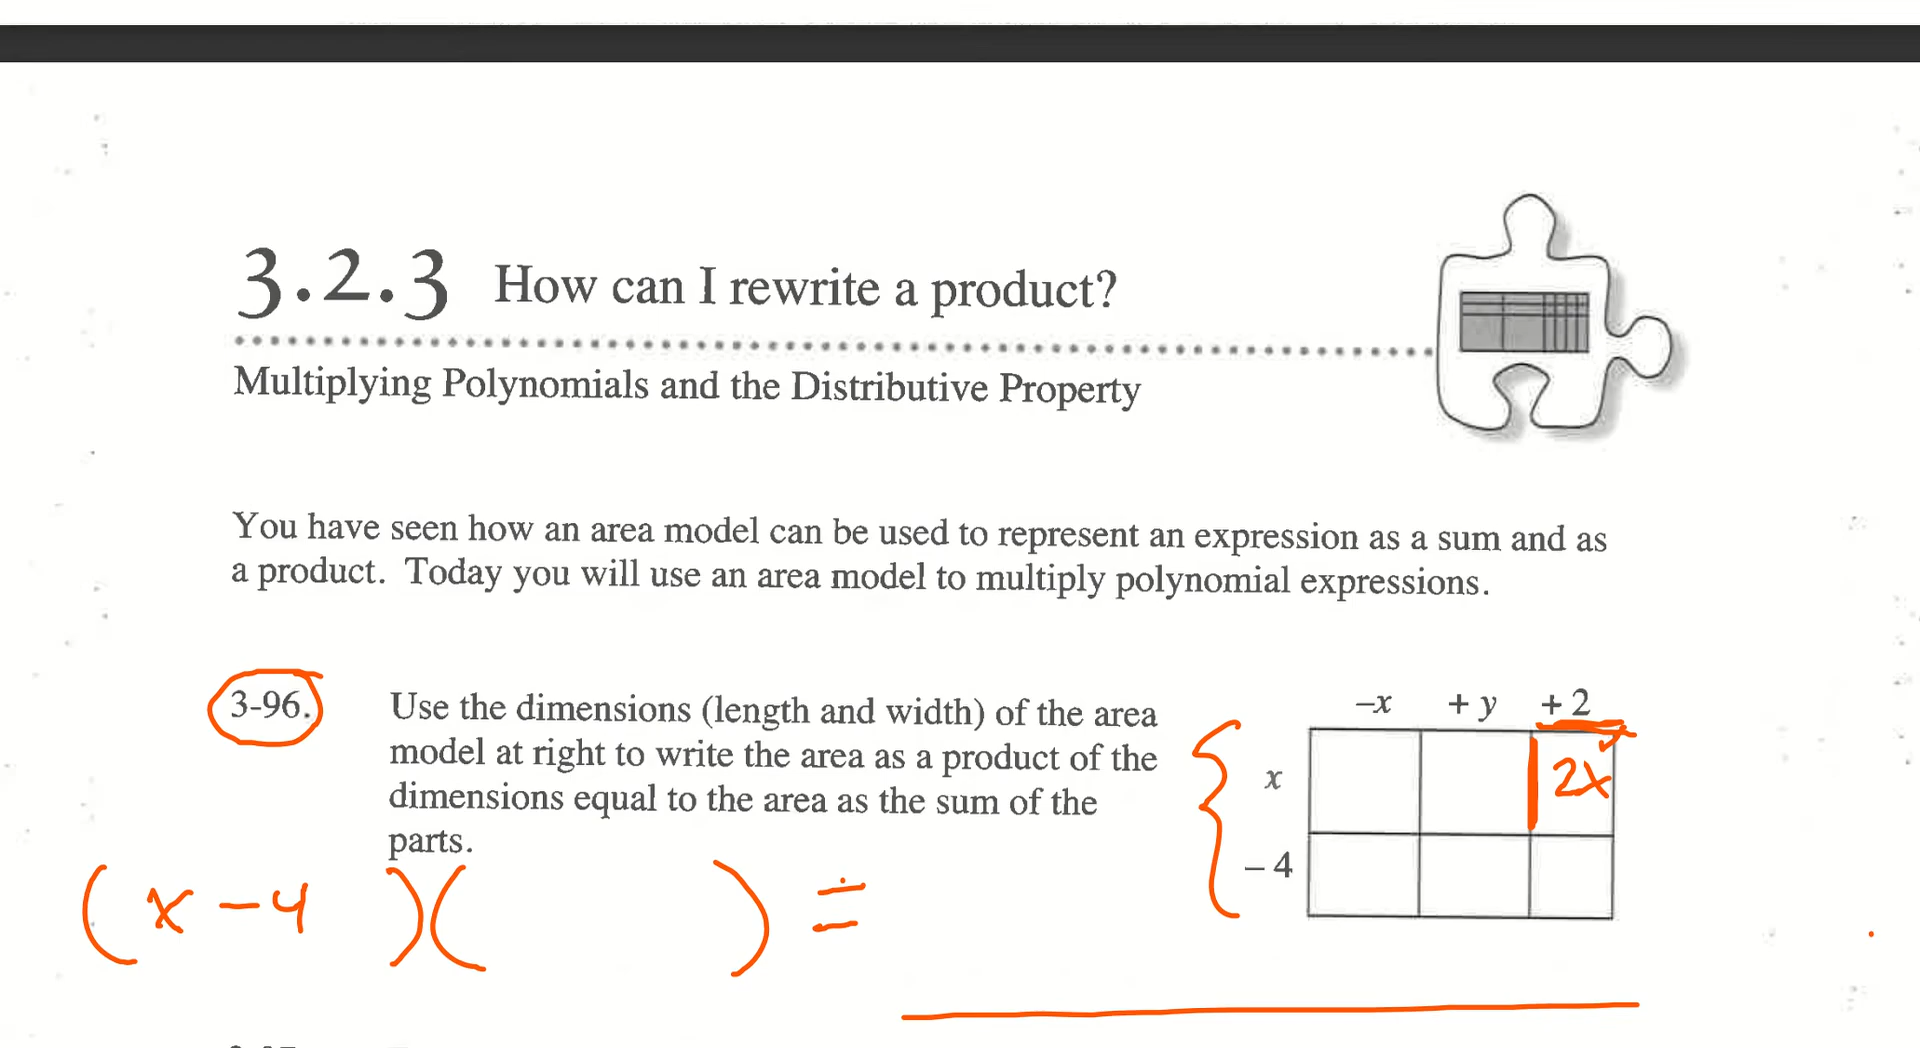 3.2.3 How can I rewrite a product?
Multiplying Polynomials and the Distributive Property
You have seen how an area model can be used to represent an expression as a sum and as
a product. Today you will use an area model to multiply polynomial expressions.
3-96. Use the dimensions (length and width) of the area
model at right to write the area as a product of the
dimensions equal to the area as the sum of the
parts.
–x + y + 2
x 2x
– 4
(x - 4 )( ) =